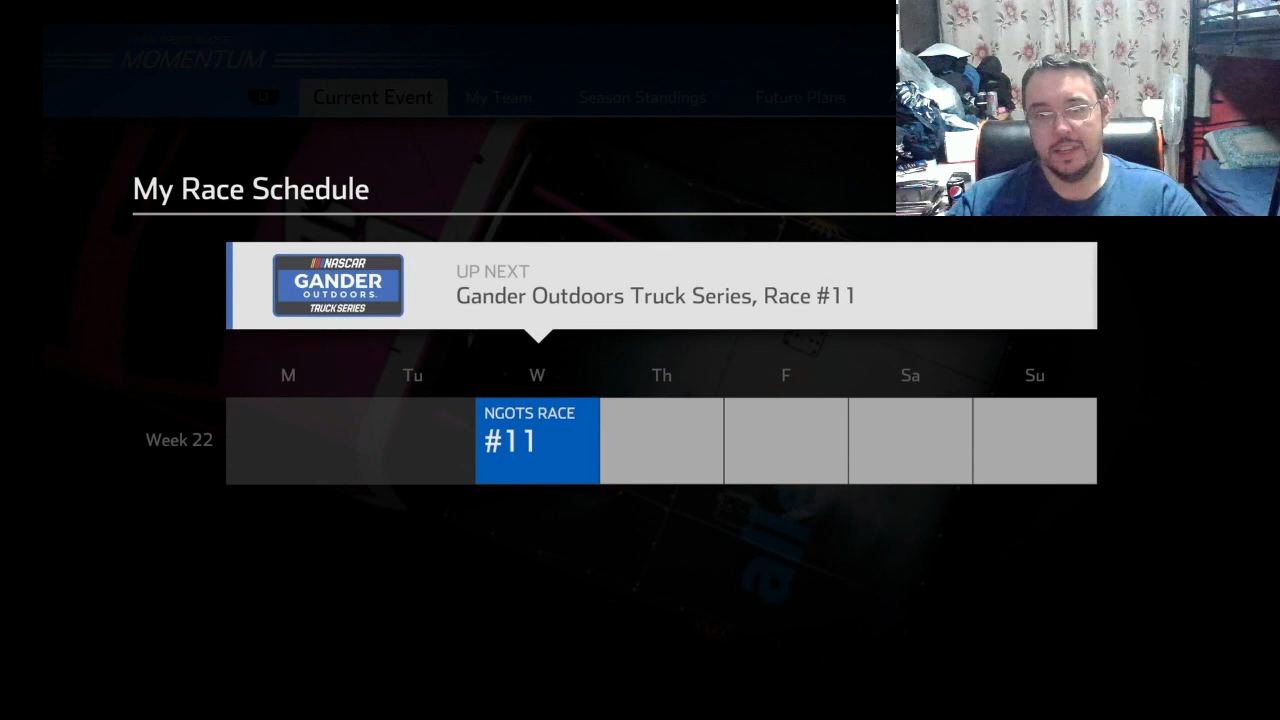 MOMENTUM
Current Event
My Team
Season Standings
Future Plans
My Race Schedule
NASCAR
GANDER
OUTDOORS
TRUCK SERIES
UP NEXT
Gander Outdoors Truck Series, Race #11
M Tu W Th F Sa Su
NGOTS RACE
Week 22
#11